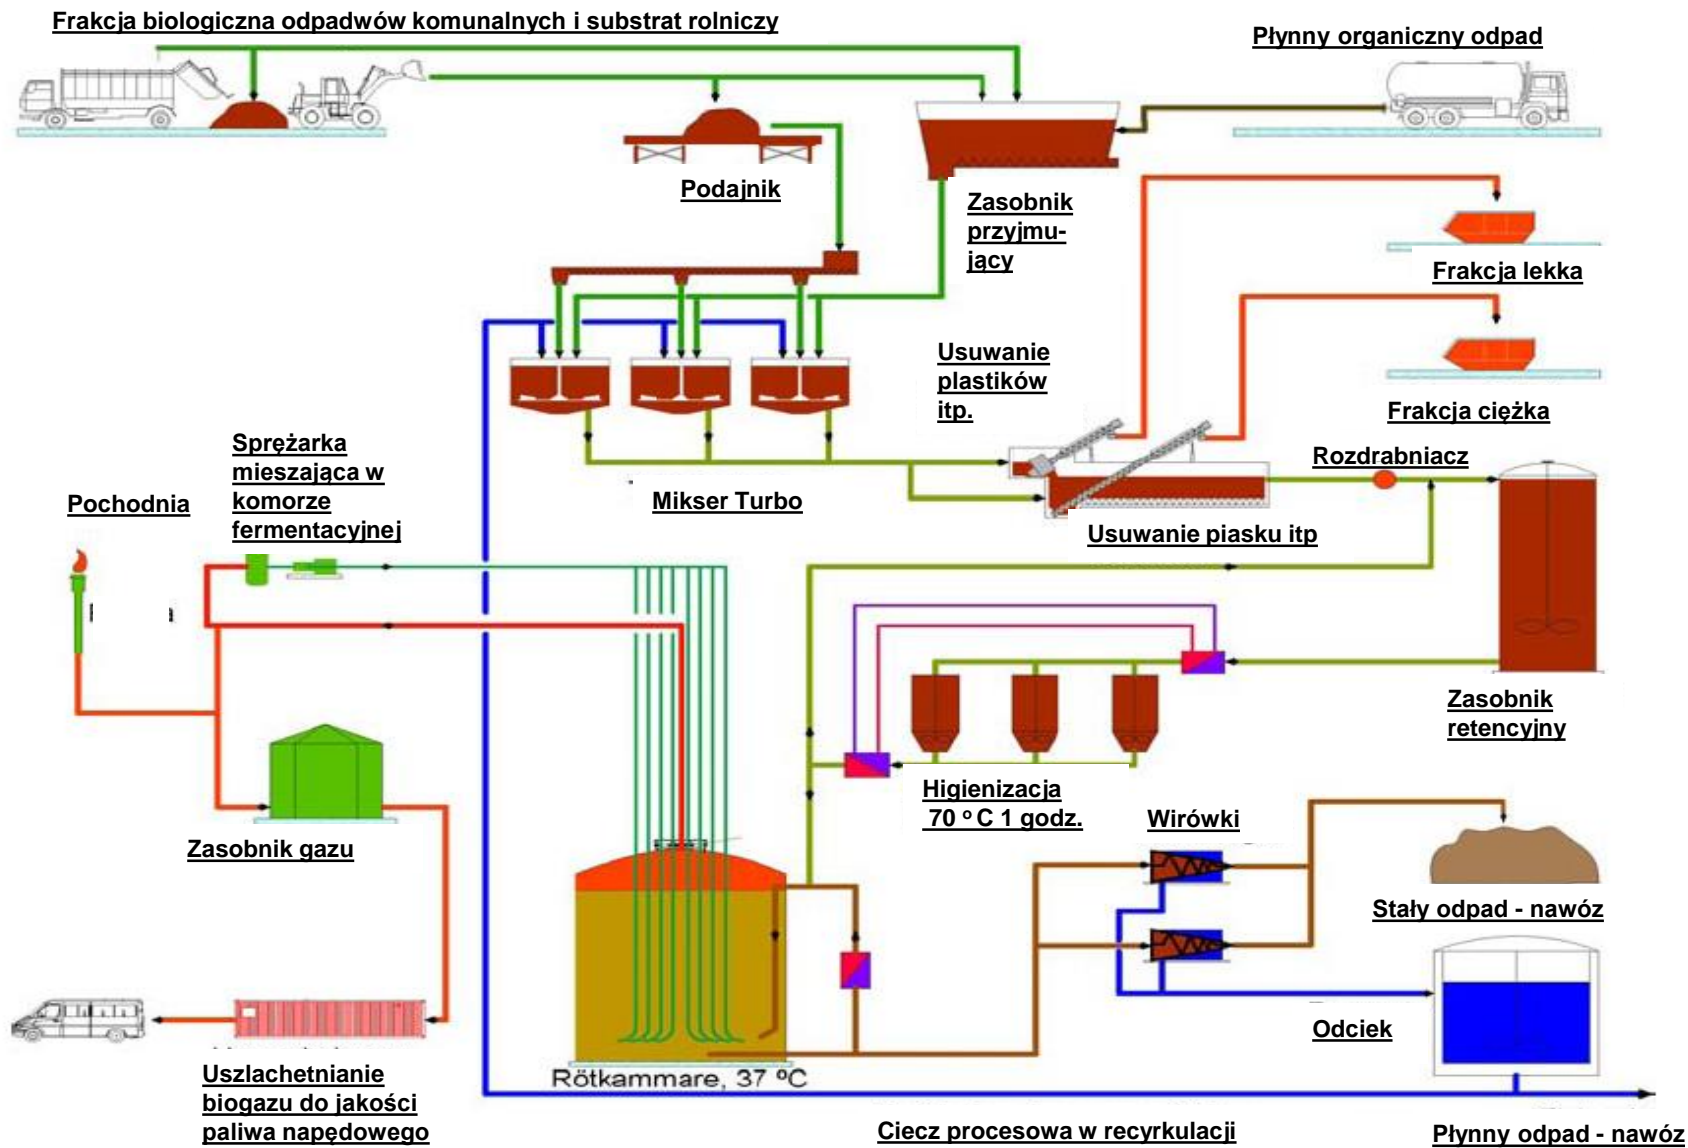 Frakcja biologiczna odpadwów komunalnych i substrat rolniczy
Płynny organiczny odpad
Podajnik
Zasobnik
przyjmu-
jący
Frakcja lekka
Usuwanie
plastików
itp.
Frakcja ciężka
Sprężarka
mieszająca w
komorze
fermentacyjnej
Pochodnia
Mikser Turbo
Rozdrabniacz
Usuwanie piasku itp
Zasobnik
retencyjny
Higienizacja
70 º C 1 godz.
Wirówki
Zasobnik gazu
Stały odpad - nawóz
Odciek
Rötkammare, 37 ºC
Uszlachetnianie
biogazu do jakości
paliwa napędowego
Ciecz procesowa w recyrkulacji
Płynny odpad - nawóz